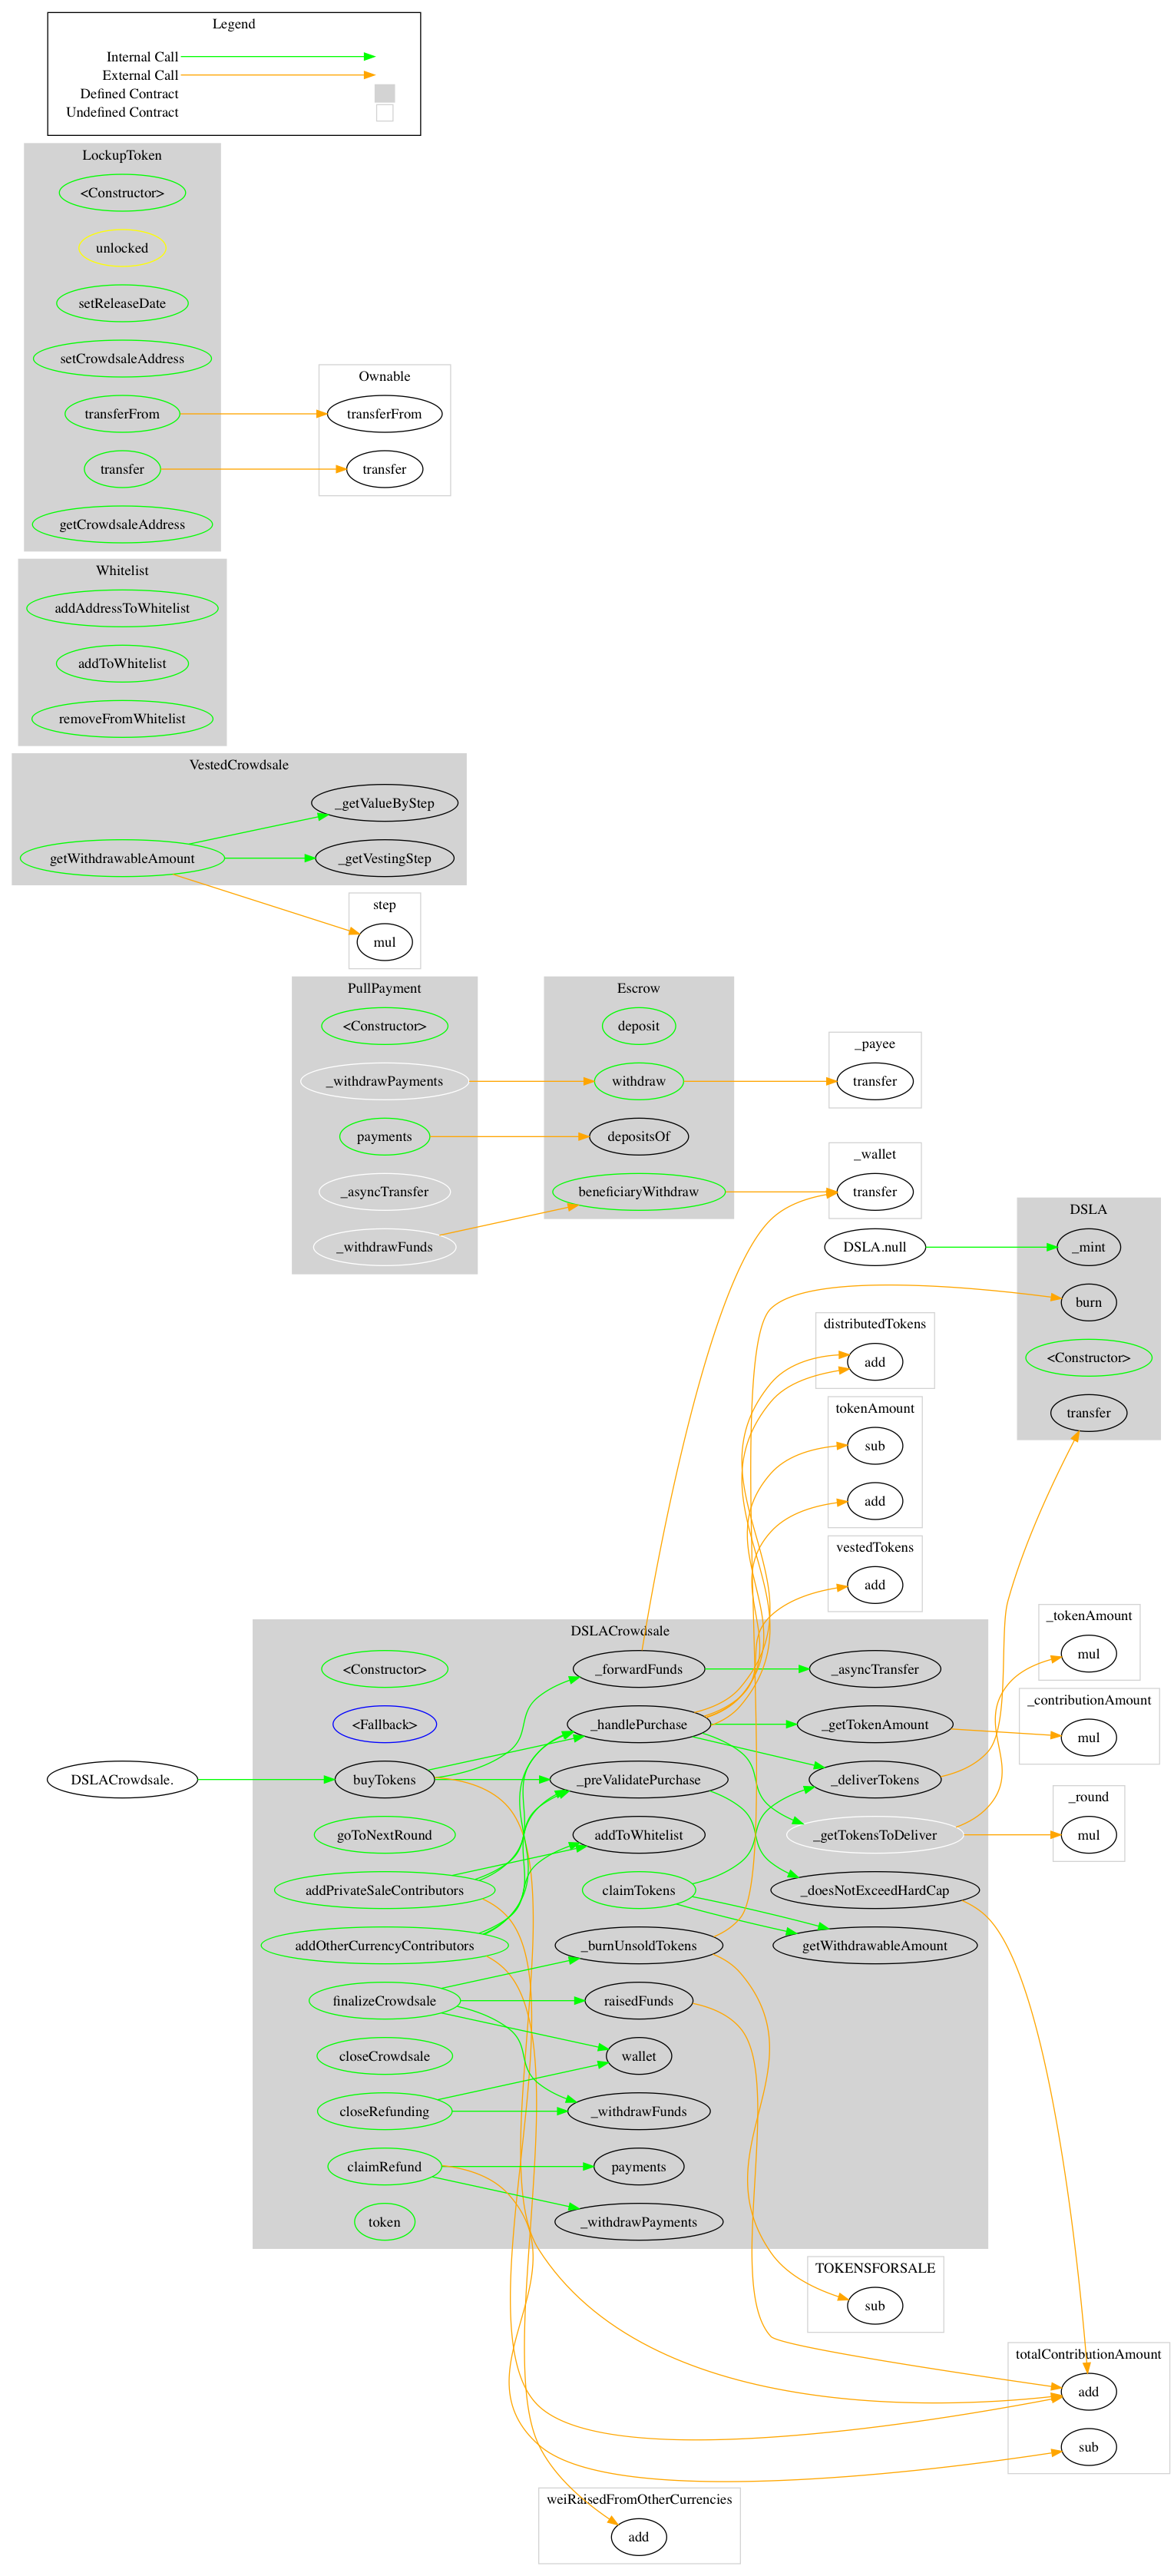 Legend
Internal Call
External Call
Defined Contract
Undefined Contract
LockupToken
<Constructor>
unlocked
setReleaseDate
setCrowdsaleAddress
transferFrom
transfer
getCrowdsaleAddress
Ownable
transferFrom
transfer
Whitelist
addAddressToWhitelist
addToWhitelist
removeFromWhitelist
VestedCrowdsale
_getValueByStep
getWithdrawableAmount
_getVestingStep
step
mul
PullPayment
<Constructor>
_withdrawPayments
payments
_asyncTransfer
_withdrawFunds
Escrow
deposit
withdraw
depositsOf
beneficiaryWithdraw
_payee
transfer
_wallet
transfer
DSLA.null
DSLA
_mint
burn
<Constructor>
transfer
distributedTokens
add
tokenAmount
sub
add
vestedTokens
add
DSLACrowdsale.
DSLACrowdsale
<Constructor>
<Fallback>
buyTokens
goToNextRound
addPrivateSaleContributors
addOtherCurrencyContributors
finalizeCrowdsale
closeCrowdsale
closeRefunding
claimRefund
token
_forwardFunds
_handlePurchase
_preValidatePurchase
addToWhitelist
claimTokens
_burnUnsoldTokens
raisedFunds
wallet
_withdrawFunds
payments
_withdrawPayments
_asyncTransfer
_getTokenAmount
_deliverTokens
_getTokensToDeliver
_doesNotExceedHardCap
getWithdrawableAmount
_tokenAmount
mul
_contributionAmount
mul
_round
mul
TOKENSFORSALE
sub
totalContributionAmount
add
sub
weiRaisedFromOtherCurrencies
add